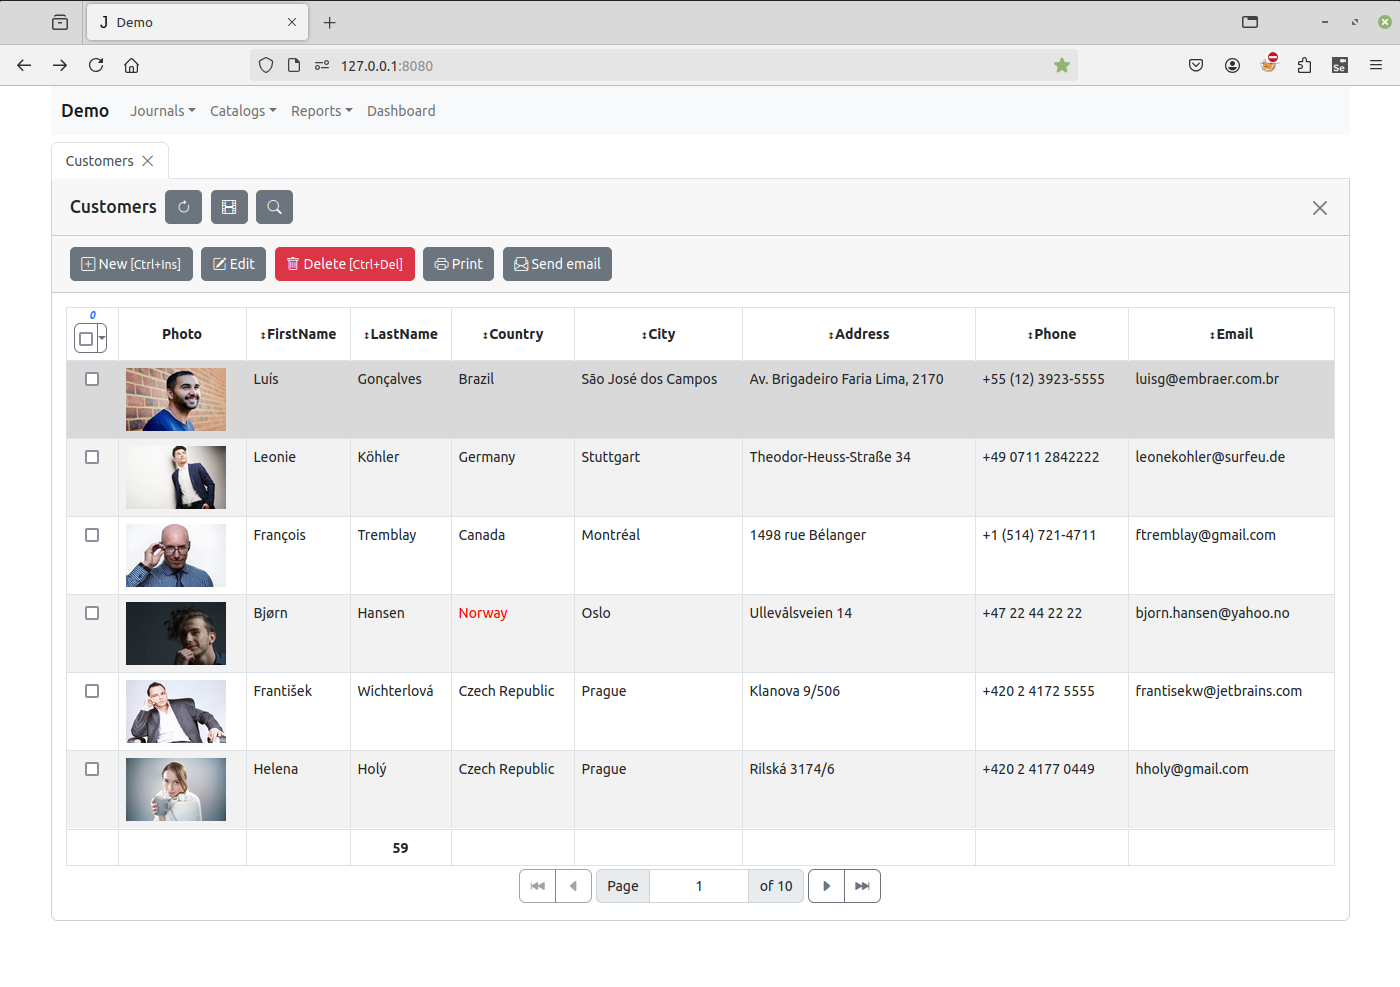 J Demo
127.0.0.1:8080
Se
Demo Journals Catalogs Reports Dashboard
Customers
Customers
New [Ctrl+Ins] Edit Delete [Ctrl+Del] Print Send email
0
Photo ↕FirstName ↕LastName ↕Country ↕City ↕Address ↕Phone ↕Email
Luís Gonçalves Brazil São José dos Campos Av. Brigadeiro Faria Lima, 2170 +55 (12) 3923-5555 luisg@embraer.com.br
Leonie Köhler Germany Stuttgart Theodor-Heuss-Straße 34 +49 0711 2842222 leonekohler@surfeu.de
François Tremblay Canada Montréal 1498 rue Bélanger +1 (514) 721-4711 ftremblay@gmail.com
Bjørn Hansen Norway Oslo Ullevålsveien 14 +47 22 44 22 22 bjorn.hansen@yahoo.no
František Wichterlová Czech Republic Prague Klanova 9/506 +420 2 4172 5555 frantisekw@jetbrains.com
Helena Holý Czech Republic Prague Rilská 3174/6 +420 2 4177 0449 hholy@gmail.com
59
Page 1 of 10